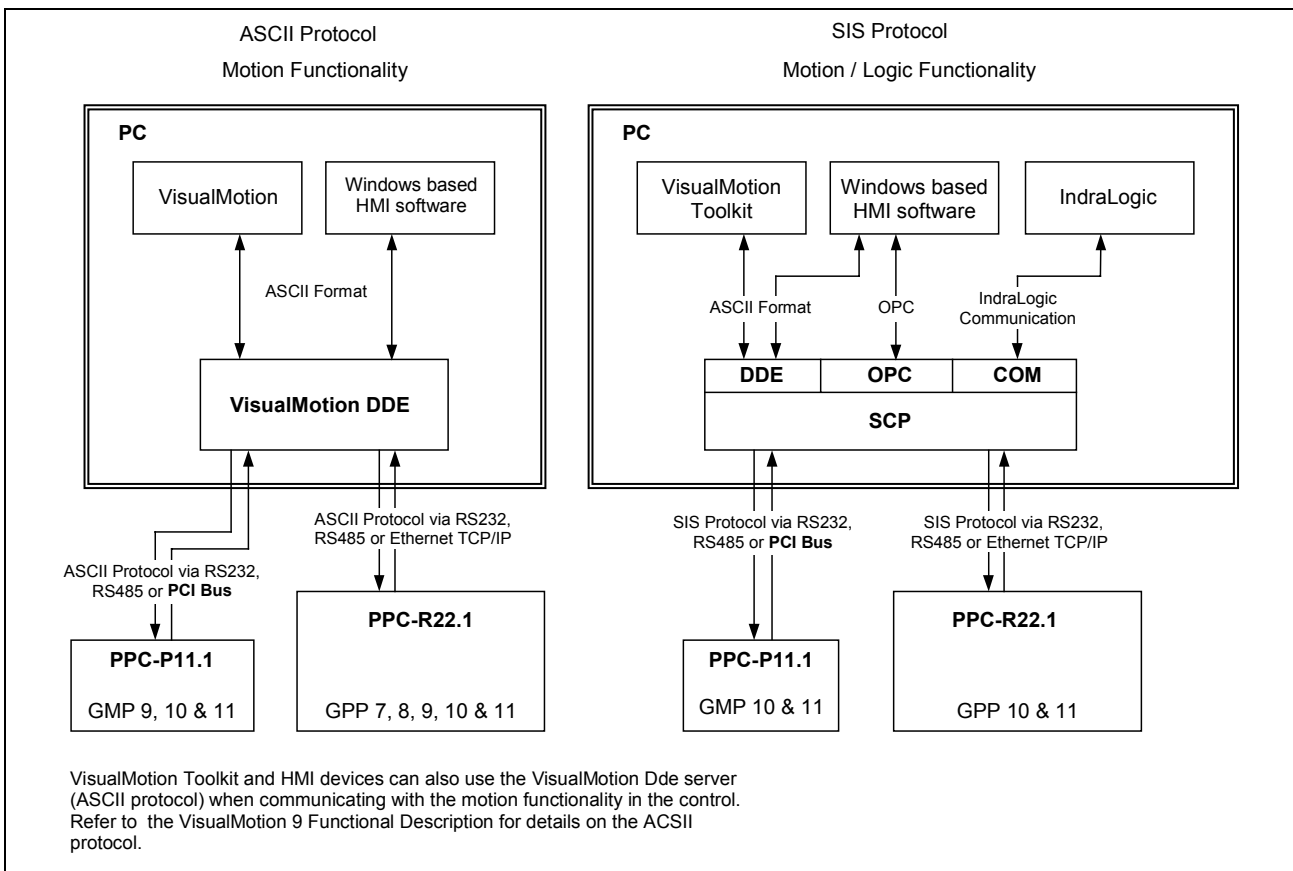 ASCII Protocol
Motion Functionality
PC
VisualMotion
Windows based
HMI software
ASCII Format
VisualMotion DDE
ASCII Protocol via RS232,
RS485 or Ethernet TCP/IP
ASCII Protocol via RS232,
RS485 or PCI Bus
PPC-P11.1
GMP 9, 10 & 11
PPC-R22.1
GPP 7, 8, 9, 10 & 11
SIS Protocol
Motion / Logic Functionality
PC
VisualMotion
Toolkit
Windows based
HMI software
IndraLogic
ASCII Format
OPC
IndraLogic
Communication
DDE
OPC
COM
SCP
SIS Protocol via RS232,
RS485 or PCI Bus
SIS Protocol via RS232,
RS485 or Ethernet TCP/IP
PPC-P11.1
GMP 10 & 11
PPC-R22.1
GPP 10 & 11
VisualMotion Toolkit and HMI devices can also use the VisualMotion Dde server
(ASCII protocol) when communicating with the motion functionality in the control.
Refer to the VisualMotion 9 Functional Description for details on the ACSII
protocol.